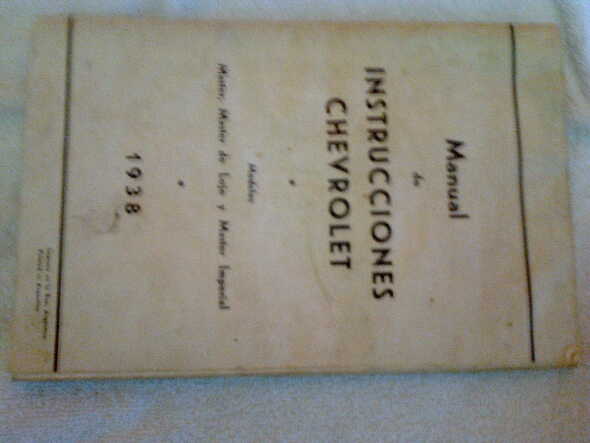 Manual
de
INSTRUCCIONES
CHEVROLET
Modelos
Master, Master de Lujo y Master Imperial
1938